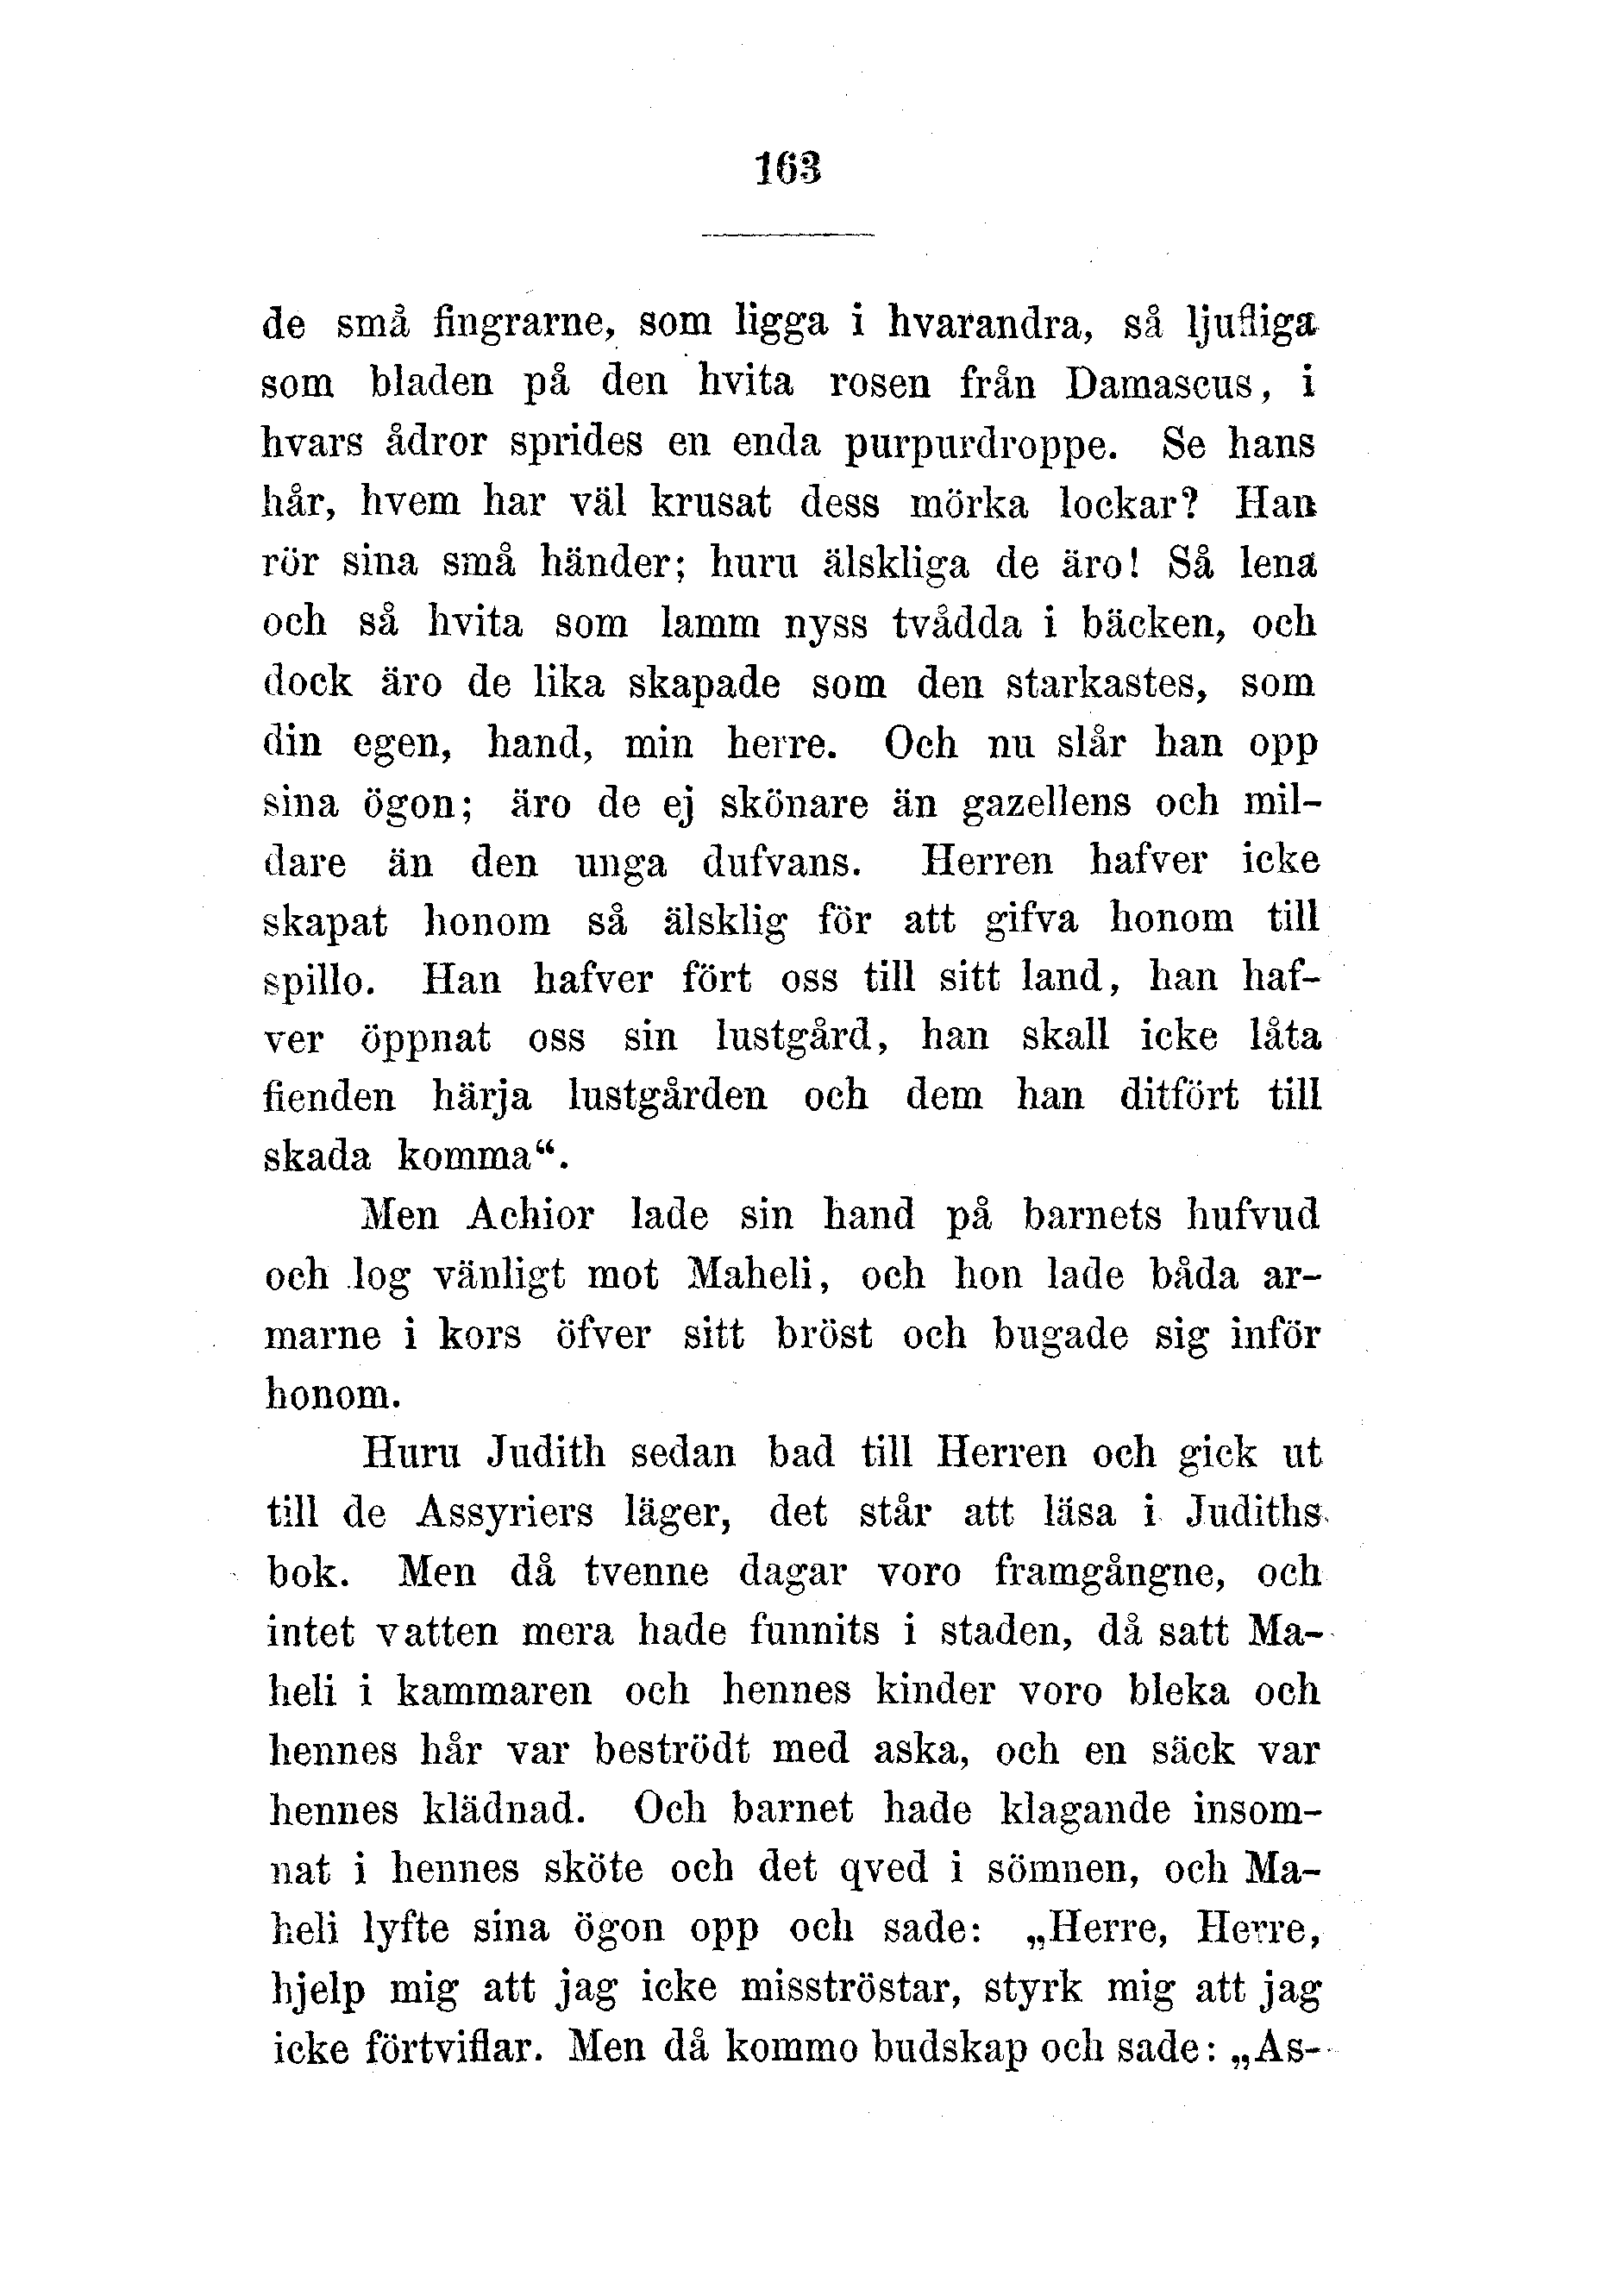 163
de små fingrarne, som ligga i hvarandra, så ljufliga
som bladen på den hvita rosen från Damascus, i
hvars ådror sprides en enda purpurdroppe. Se hans
hår, hvem har väl krusat dess mörka lockar? Han
rör sina små händer; huru älskliga de äro! Så lena
och så hvita som lamm nyss tvådda i bäcken, och
dock äro de lika skapade som den starkastes, som
din egen, hand, min herre. Och nu slår han opp
sina ögon; äro de ej skönare än gazellens och mil-
dare än den unga dufvans. Herren hafver icke
skapat honom så älsklig för att gifva honom till
spillo. Han hafver fört oss till sitt land, han haf-
ver öppnat oss sin lustgård, han skall icke låta
fienden härja lustgården och dem han ditfört till
skada komma“.
Men Achior lade sin hand på barnets hufvud
och log vänligt mot Maheli, och hon lade båda ar-
marne i kors öfver sitt bröst och bugade sig inför
honom.
Huru Judith sedan bad till Herren och gick ut
till de Assyriers läger, det står att läsa i Judiths
bok. Men då tvenne dagar voro framgångne, och
intet vatten mera hade funnits i staden, då satt Ma-
heli i kammaren och hennes kinder voro bleka och
hennes hår var beströdt med aska, och en säck var
hennes klädnad. Och barnet hade klagande insom-
nat i hennes sköte och det qved i sömnen, och Ma-
heli lyfte sina ögon opp och sade: „Herre, Herre,
hjelp mig att jag icke misströstar, styrk mig att jag
icke förtviflar. Men då kommo budskap och sade: „As-